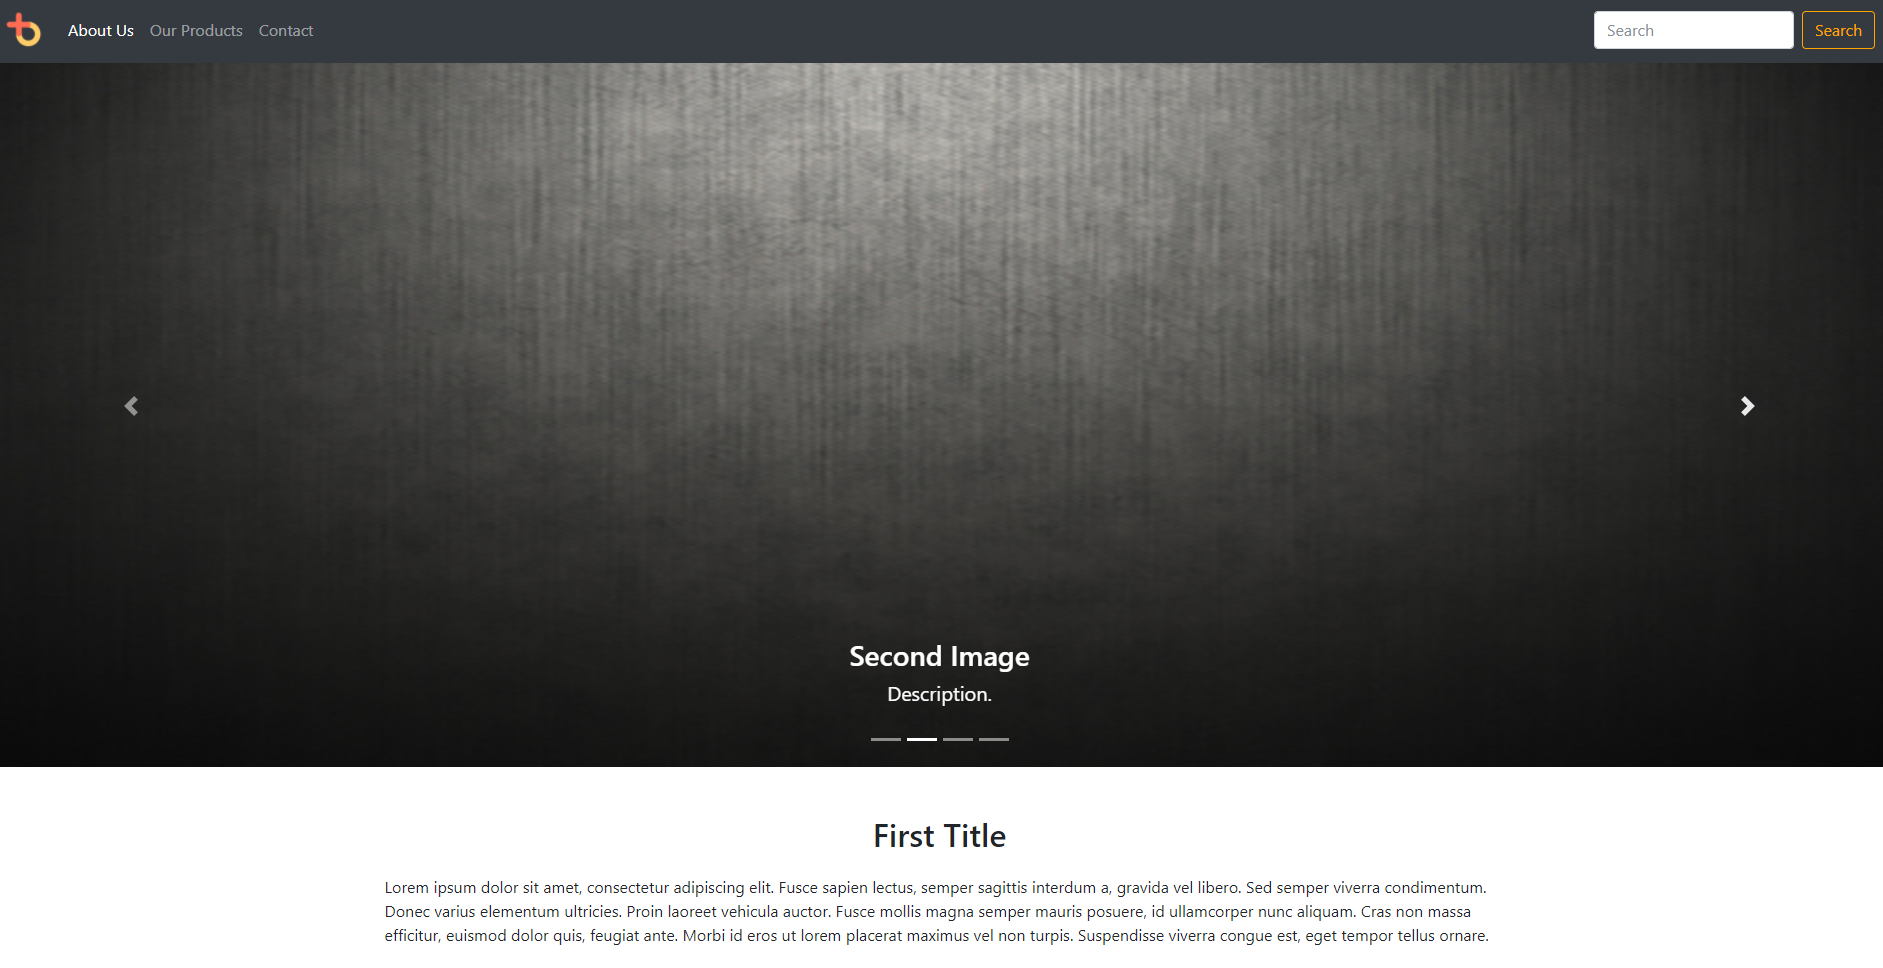 About Us
Our Products
Contact
Search
Search
Second Image
Description.
First Title
Lorem ipsum dolor sit amet, consectetur adipiscing elit. Fusce sapien lectus, semper sagittis interdum a, gravida vel libero. Sed semper viverra condimentum.
Donec varius elementum ultricies. Proin laoreet vehicula auctor. Fusce mollis magna semper mauris posuere, id ullamcorper nunc aliquam. Cras non massa
efficitur, euismod dolor quis, feugiat ante. Morbi id eros ut lorem placerat maximus vel non turpis. Suspendisse viverra congue est, eget tempor tellus ornare.